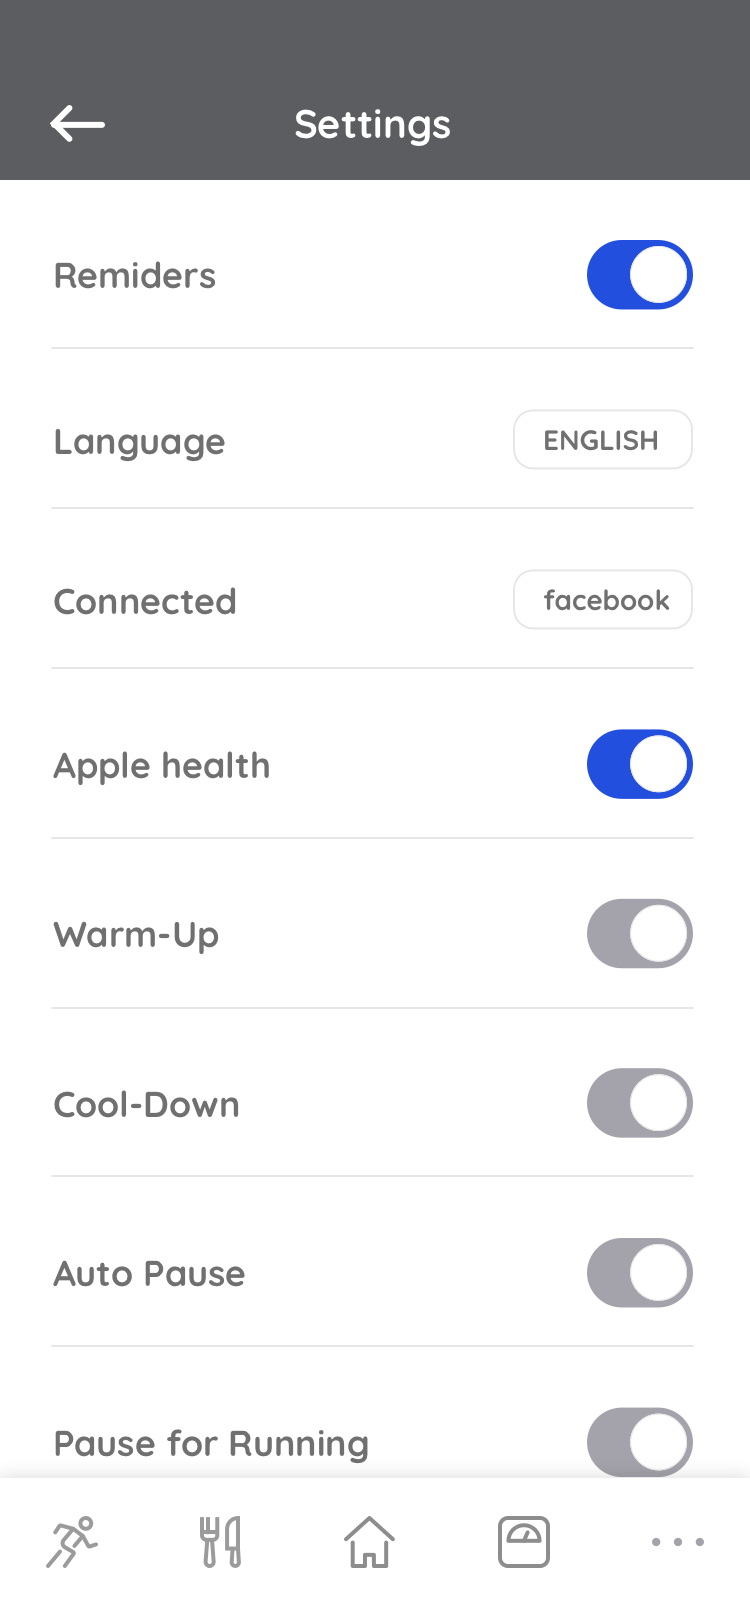 Settings
Remiders
Language
ENGLISH
Connected
facebook
Apple health
Warm-Up
Cool-Down
Auto Pause
Pause for Running